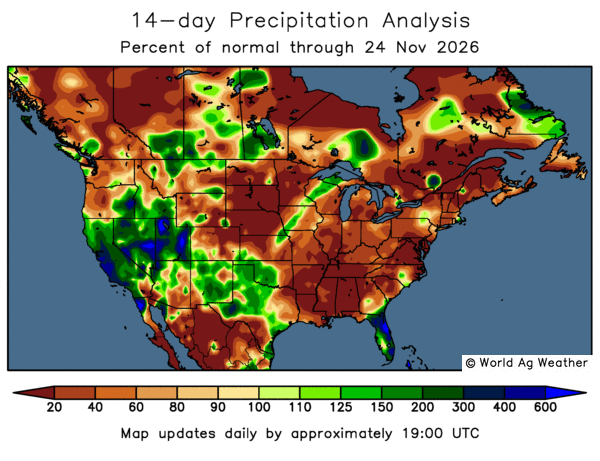 14-day Precipitation Analysis
Percent of normal through 24 Nov 2026
© World Ag Weather
20 40 60 80 90 100 110 125 150 200 300 400 600
Map updates daily by approximately 19:00 UTC